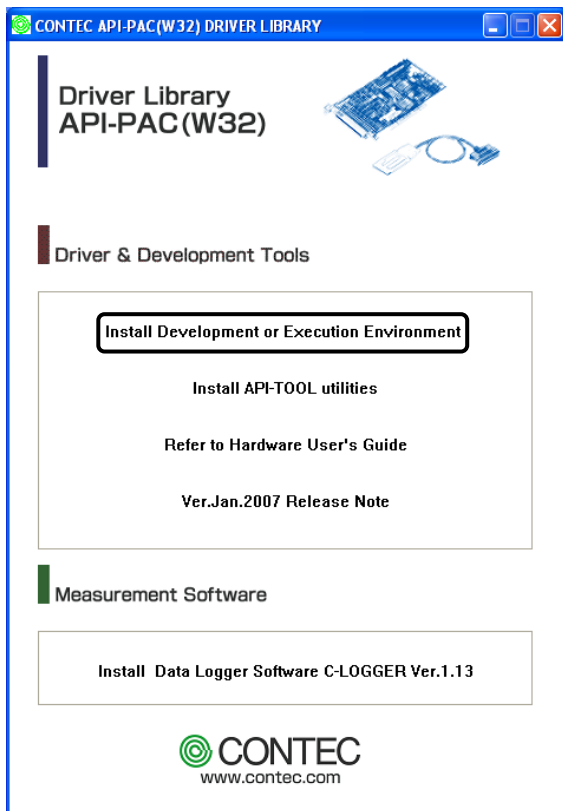 CONTEC API-PAC(W32) DRIVER LIBRARY
Driver Library
API-PAC(W32)
Driver & Development Tools
Install Development or Execution Environment
Install API-TOOL utilities
Refer to Hardware User's Guide
Ver.Jan.2007 Release Note
Measurement Software
Install Data Logger Software C-LOGGER Ver.1.13
CONTEC
www.contec.com